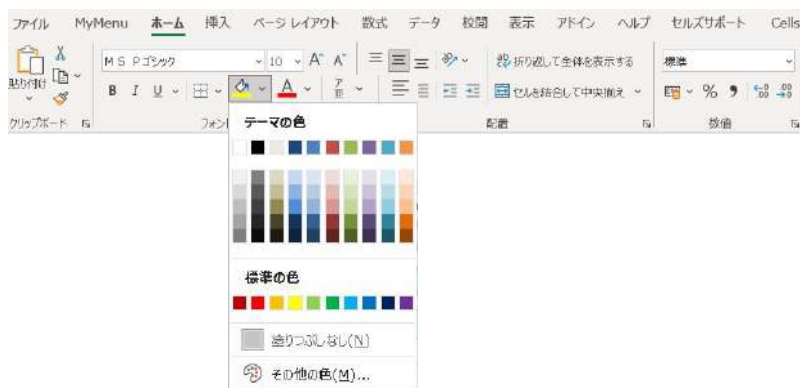 ファイル MyMenu ホーム 挿入 ページ レイアウト 数式 データ 校閲 表示 アドイン ヘルプ セルズサポート Cells
ＭＳ Ｐゴシック 10 A A 折り返して全体を表示する 標準
貼り付け B I U A ア亜 セルを結合して中央揃え % 9 .00 .00
クリップボード フォント 配置 数値
テーマの色
標準の色
塗りつぶしなし(N)
その他の色(M)...